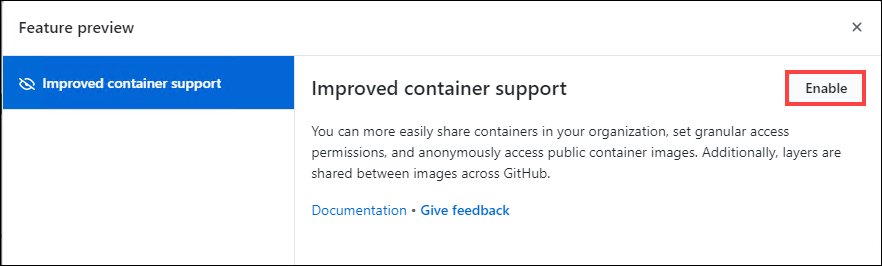 Feature preview
Improved container support
Improved container support
Enable
You can more easily share containers in your organization, set granular access
permissions, and anonymously access public container images. Additionally, layers are
shared between images across GitHub.
Documentation • Give feedback